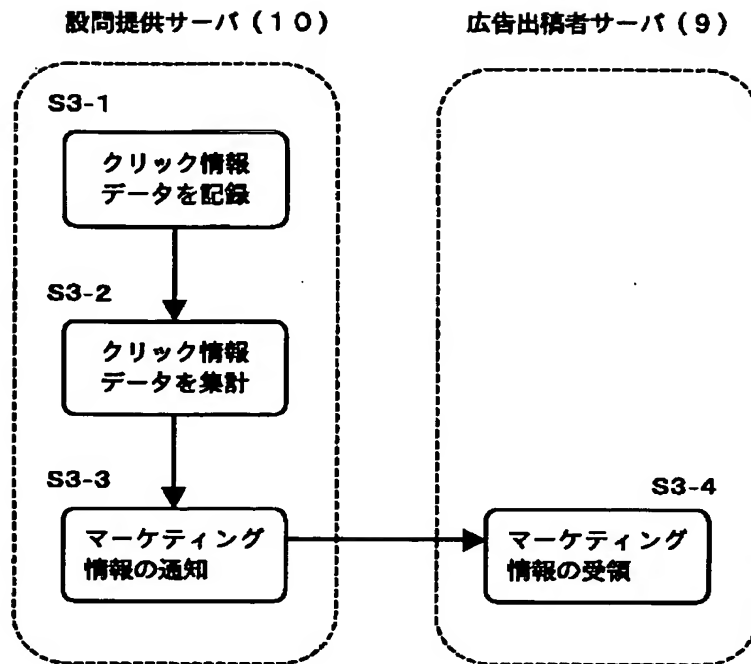 設問提供サーバ（１０）
広告出稿者サーバ（９）
S3-1
クリック情報
データを記録
S3-2
クリック情報
データを集計
S3-3
マーケティング
情報の通知
S3-4
マーケティング
情報の受領